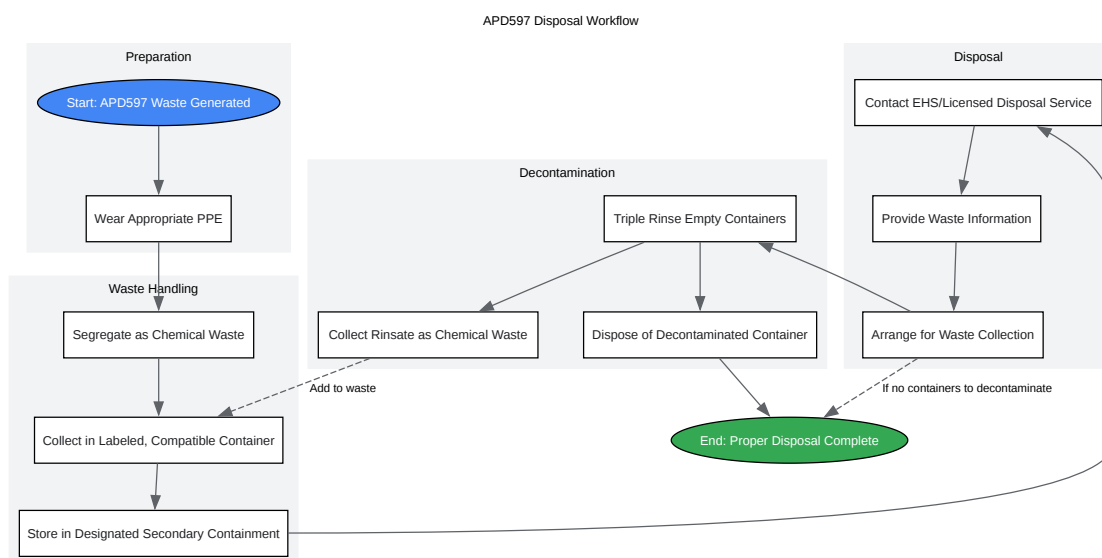 APD597 Disposal Workflow
Preparation
Start: APD597 Waste Generated
Wear Appropriate PPE
Waste Handling
Segregate as Chemical Waste
Collect in Labeled, Compatible Container
Store in Designated Secondary Containment
Decontamination
Triple Rinse Empty Containers
Collect Rinsate as Chemical Waste
Dispose of Decontaminated Container
Add to waste
Disposal
Contact EHS/Licensed Disposal Service
Provide Waste Information
Arrange for Waste Collection
If no containers to decontaminate
End: Proper Disposal Complete